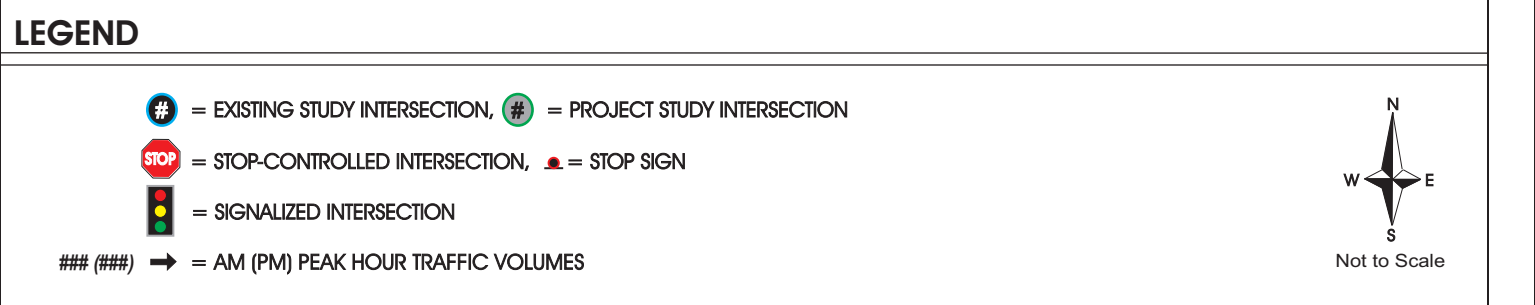 LEGEND
# = EXISTING STUDY INTERSECTION, # = PROJECT STUDY INTERSECTION
STOP = STOP-CONTROLLED INTERSECTION, = STOP SIGN
= SIGNALIZED INTERSECTION
### (###) ➞ = AM (PM) PEAK HOUR TRAFFIC VOLUMES
N
W E
S
Not to Scale